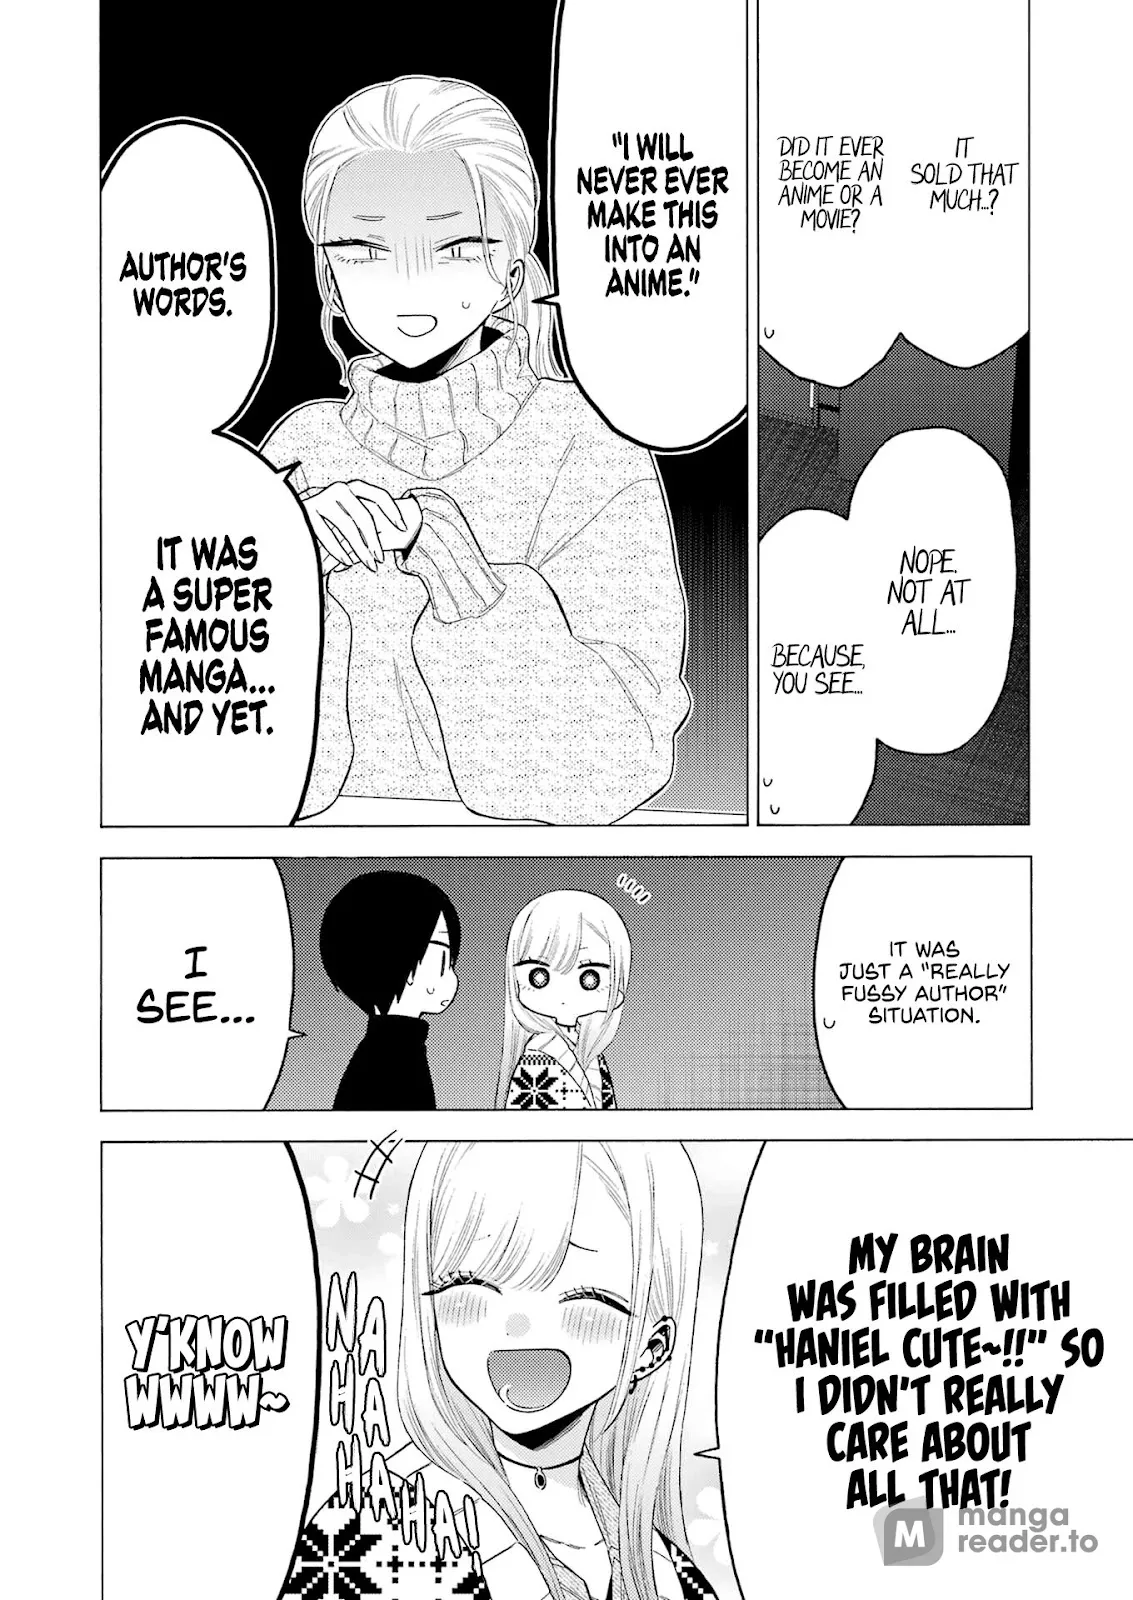 IT
SOLD THAT
MUCH...?
DID IT EVER
BECOME AN
ANIME OR A
MOVIE?
NOPE.
NOT AT
ALL...
BECAUSE,
YOU SEE...
"I WILL
NEVER EVER
MAKE THIS
INTO AN
ANIME."
AUTHOR'S
WORDS.
IT WAS
A SUPER
FAMOUS
MANGA...
AND YET.
IT WAS
JUST A "REALLY
FUSSY AUTHOR"
SITUATION.
I
SEE...
MY BRAIN
WAS FILLED WITH
"HANIEL CUTE~!!" SO
I DIDN'T REALLY
CARE ABOUT
ALL THAT!
NAHAHAHA!
NAHAHAHA!
Y'KNOW
WWWW~
M manga
reader.to